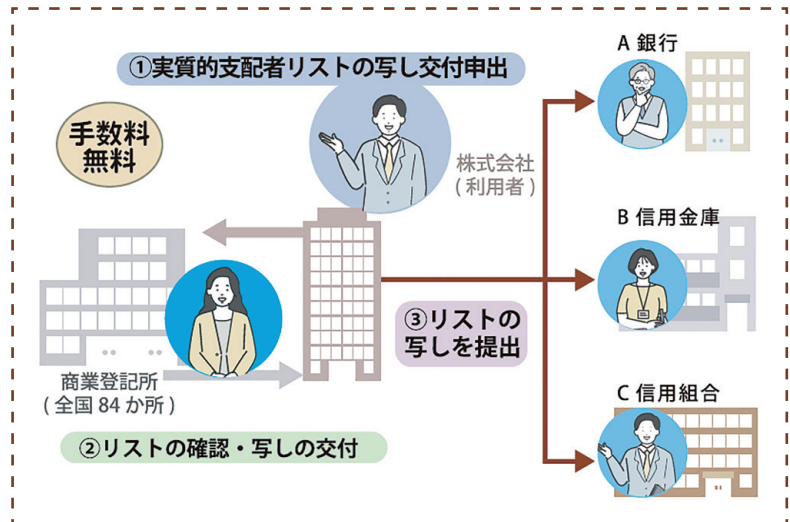 ①実質的支配者リストの写し交付申出
手数料
無料
株式会社
(利用者)
A 銀行
B 信用金庫
③リストの
写しを提出
商業登記所
(全国 84 か所)
C 信用組合
②リストの確認・写しの交付